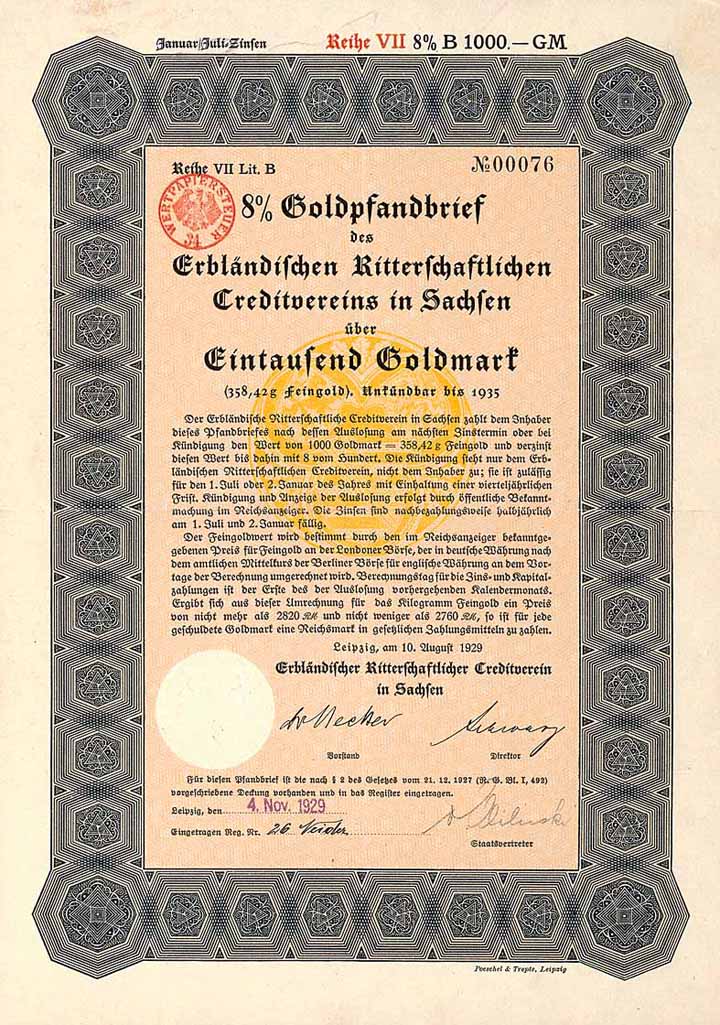 Januar/Juli-Zinsen Reihe VII 8% B 1000.—GM
Reihe VII Lit. B №00076
WERTPAPIERSTEUER
34
8% Goldpfandbrief
des
Erbländischen Ritterschaftlichen
Creditvereins in Sachsen
über
Eintausend Goldmark
(358,42 g Feingold). Unkündbar bis 1935
Der Erbländische Ritterschaftliche Creditverein in Sachsen zahlt dem Inhaber
dieses Pfandbriefes nach dessen Auslosung am nächsten Zinstermin oder bei
Kündigung den Wert von 1000 Goldmark = 358,42 g Feingold und verzinst
diesen Wert bis dahin mit 8 vom Hundert. Die Kündigung steht nur dem Erb-
ländischen Ritterschaftlichen Creditverein, nicht dem Inhaber zu; sie ist zulässig
für den 1. Juli oder 2. Januar des Jahres mit Einhaltung einer vierteljährlichen
Frist. Kündigung und Anzeige der Auslosung erfolgt durch öffentliche Bekannt-
machung im Reichsanzeiger. Die Zinsen sind nachbezahlungsweise halbjährlich
am 1. Juli und 2. Januar fällig.
Der Feingoldwert wird bestimmt durch den im Reichsanzeiger bekanntge-
gebenen Preis für Feingold an der Londoner Börse, der in deutsche Währung nach
dem amtlichen Mittelkurs der Berliner Börse für englische Währung an dem Vor-
tage der Berechnung umgerechnet wird. Berechnungstag für die Zins- und Kapital-
zahlungen ist der Erste des der Auslosung vorhergehenden Kalendermonats.
Ergibt sich aus dieser Umrechnung für das Kilogramm Feingold ein Preis
von nicht mehr als 2820 RM und nicht weniger als 2760 RM, so ist für jede
geschuldete Goldmark eine Reichsmark in gesetzlichen Zahlungsmitteln zu zahlen.
Leipzig, am 10. August 1929
Erbländischer Ritterschaftlicher Creditverein
in Sachsen
Vorstand Direktor
Für diesen Pfandbrief ist die nach § 2 des Gesetzes vom 21. 12. 1927 (R. G. Bl. I, 492)
vorgeschriebene Deckung vorhanden und in das Register eingetragen.
Leipzig, den 4. Nov. 1929
Eingetragen Reg. Nr. 26
Staatsvertreter
Poeschel & Trepte, Leipzig